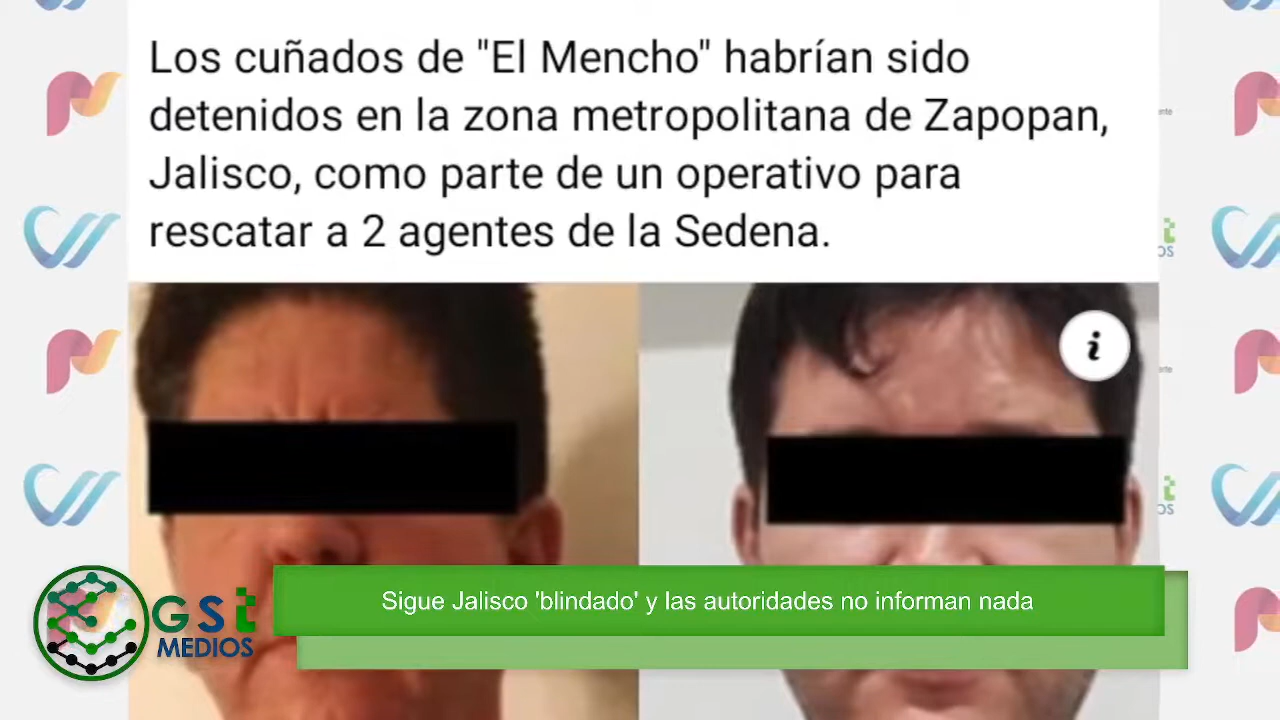 Los cuñados de "El Mencho" habrían sido
detenidos en la zona metropolitana de Zapopan,
Jalisco, como parte de un operativo para
rescatar a 2 agentes de la Sedena.
i
Sigue Jalisco 'blindado' y las autoridades no informan nada
GSt
MEDIOS